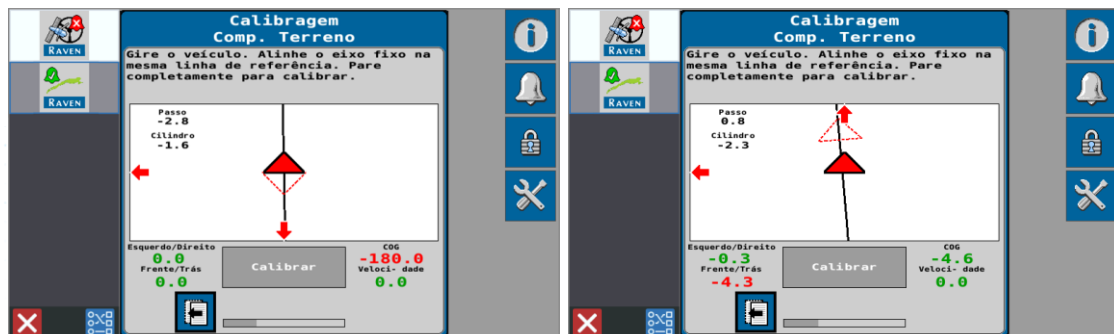 Calibragem
Comp. Terreno
RAVEN
Gire o veículo. Alinhe o eixo fixo na
mesma linha de referência. Pare
completamente para calibrar.
RAVEN
Passo
-2.8
Cilindro
-1.6
Esquerdo/Direito
0.0
Frente/Trás
0.0
Calibrar
COG
-180.0
Veloci- dade
0.0
Calibragem
Comp. Terreno
RAVEN
Gire o veículo. Alinhe o eixo fixo na
mesma linha de referência. Pare
completamente para calibrar.
RAVEN
Passo
0.8
Cilindro
-2.3
Esquerdo/Direito
-0.3
Frente/Trás
-4.3
Calibrar
COG
-4.6
Veloci- dade
0.0